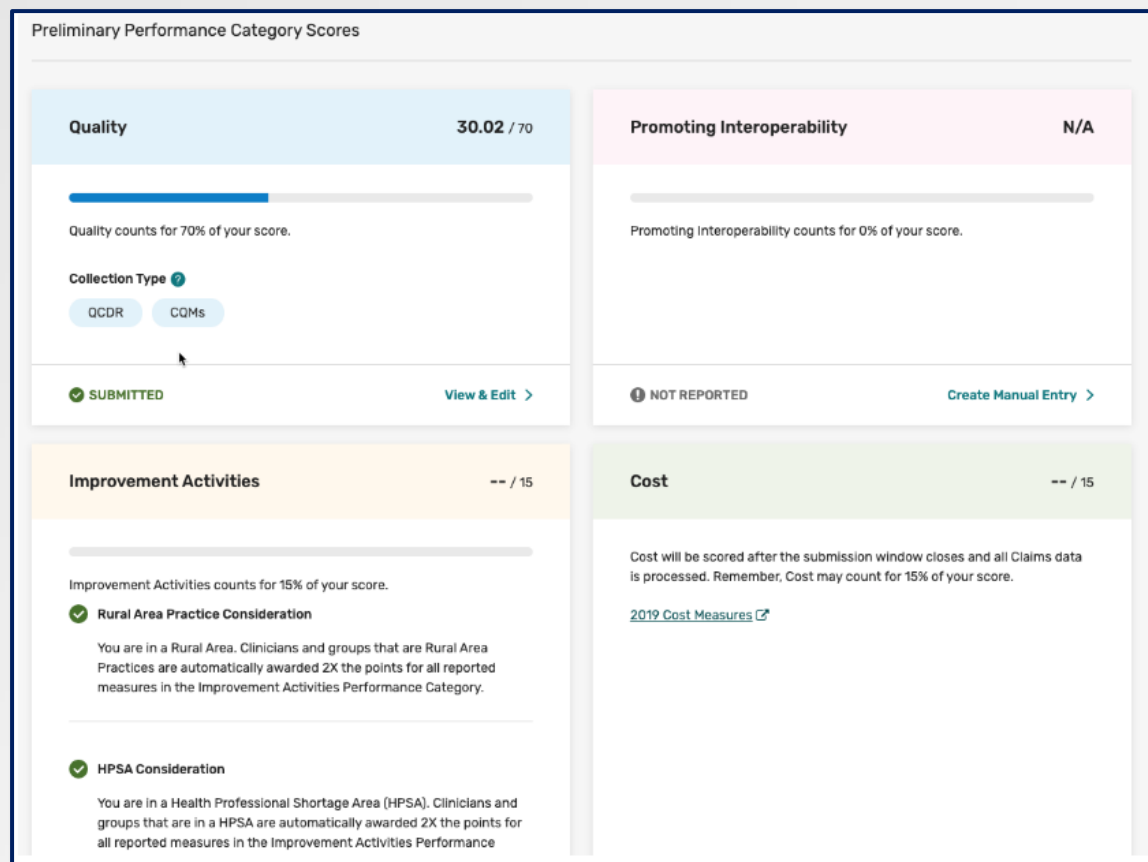 Preliminary Performance Category Scores
Quality
30.02 / 70
Quality counts for 70% of your score.
Collection Type ?
QCDR
CQMs
SUBMITTED
View & Edit >
Promoting Interoperability
N/A
Promoting Interoperability counts for 0% of your score.
! NOT REPORTED
Create Manual Entry >
Improvement Activities
-- / 15
Improvement Activities counts for 15% of your score.
Rural Area Practice Consideration
You are in a Rural Area. Clinicians and groups that are Rural Area
Practices are automatically awarded 2X the points for all reported
measures in the Improvement Activities Performance Category.
HPSA Consideration
You are in a Health Professional Shortage Area (HPSA). Clinicians and
groups that are in a HPSA are automatically awarded 2X the points for
all reported measures in the Improvement Activities Performance
Cost
-- / 15
Cost will be scored after the submission window closes and all Claims data
is processed. Remember, Cost may count for 15% of your score.
2019 Cost Measures